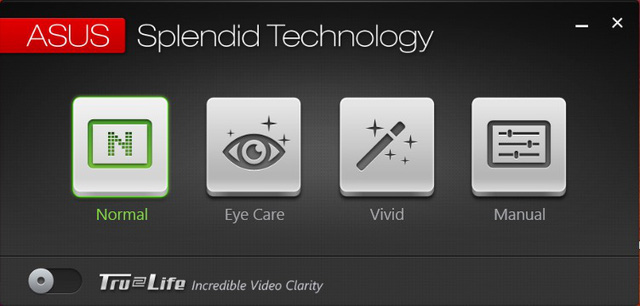 ASUS Splendid Technology
N
Normal Eye Care Vivid Manual
Tru2Life Incredible Video Clarity